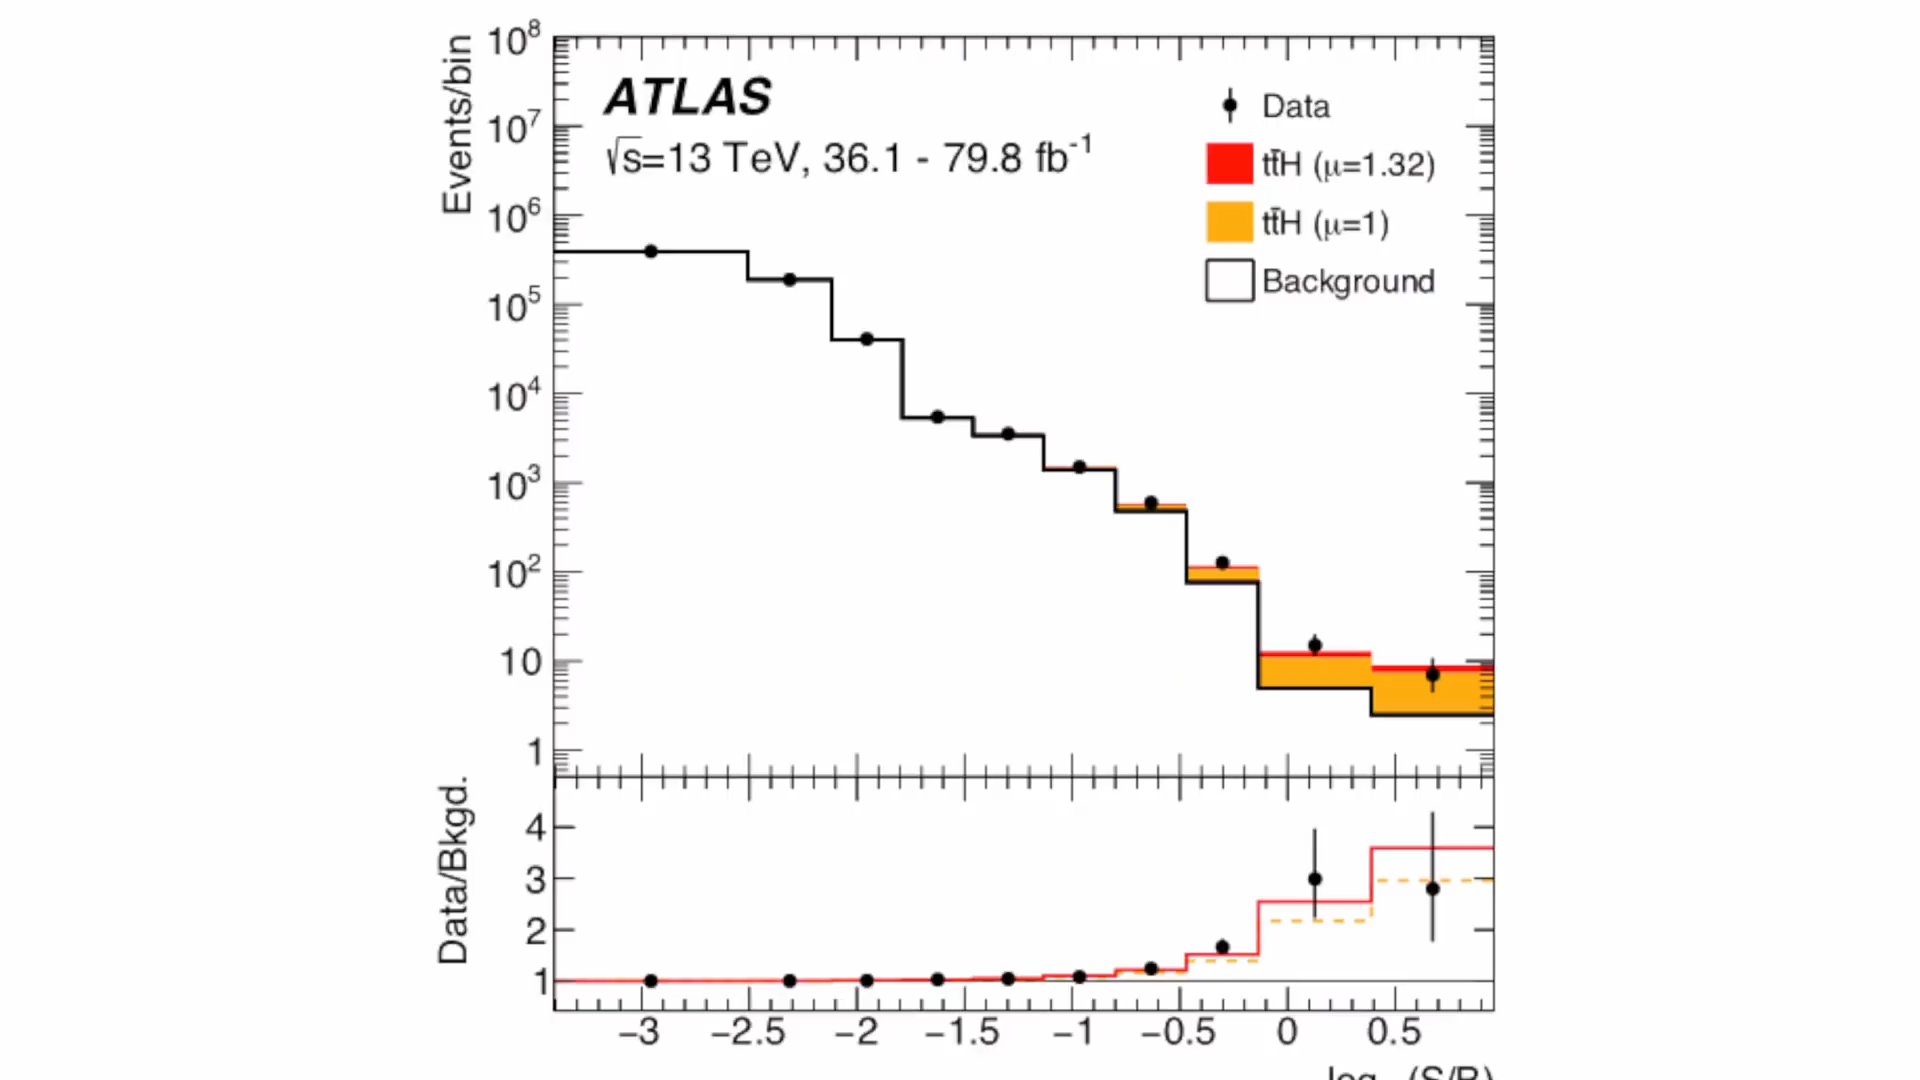 Events/bin
10⁸
10⁷
10⁶
10⁵
10⁴
10³
10²
10
1
ATLAS
√s=13 TeV, 36.1 - 79.8 fb⁻¹
Data
tt̄H (μ=1.32)
tt̄H (μ=1)
Background
Data/Bkgd.
4
3
2
1
−3 −2.5 −2 −1.5 −1 −0.5 0 0.5
log (S/B)